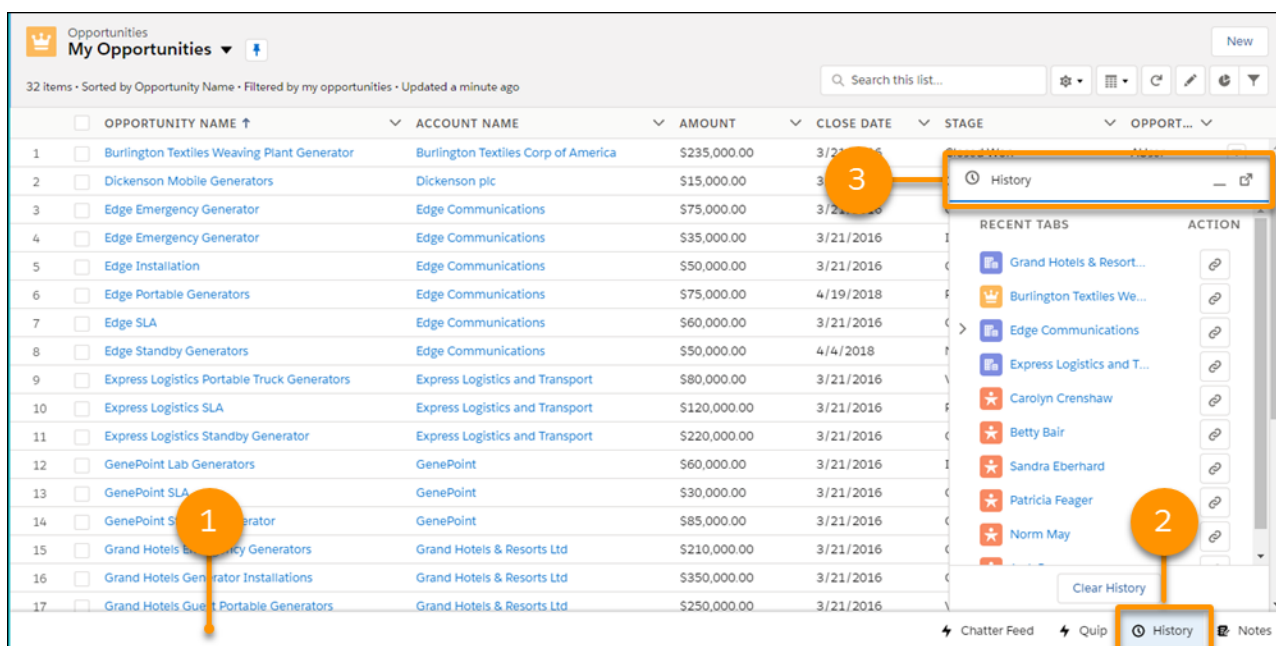 Opportunities
My Opportunities
New
32 items • Sorted by Opportunity Name • Filtered by my opportunities • Updated a minute ago
Search this list...
OPPORTUNITY NAME ↑ ACCOUNT NAME AMOUNT CLOSE DATE STAGE OPPORT...
1 Burlington Textiles Weaving Plant Generator Burlington Textiles Corp of America $235,000.00
2 Dickenson Mobile Generators Dickenson plc $15,000.00
3 Edge Emergency Generator Edge Communications $75,000.00
4 Edge Emergency Generator Edge Communications $35,000.00 3/21/2016
5 Edge Installation Edge Communications $50,000.00 3/21/2016
6 Edge Portable Generators Edge Communications $75,000.00 4/19/2018
7 Edge SLA Edge Communications $60,000.00 3/21/2016
8 Edge Standby Generators Edge Communications $50,000.00 4/4/2018
9 Express Logistics Portable Truck Generators Express Logistics and Transport $80,000.00 3/21/2016
10 Express Logistics SLA Express Logistics and Transport $120,000.00 3/21/2016
11 Express Logistics Standby Generator Express Logistics and Transport $220,000.00 3/21/2016
12 GenePoint Lab Generators GenePoint $60,000.00 3/21/2016
13 GenePoint SLA GenePoint $30,000.00 3/21/2016
14 GenePoint GenePoint $85,000.00 3/21/2016
15 Grand Hotels Generators Grand Hotels & Resorts Ltd $210,000.00 3/21/2016
16 Grand Hotels Generator Installations Grand Hotels & Resorts Ltd $350,000.00 3/21/2016
17 Grand Hotels Guest Portable Generators Grand Hotels & Resorts Ltd $250,000.00 3/21/2016
3
History
RECENT TABS ACTION
Grand Hotels & Resort...
Burlington Textiles We...
Edge Communications
Express Logistics and T...
Carolyn Crenshaw
Betty Bair
Sandra Eberhard
Patricia Feager
Norm May
Clear History
1
2
Chatter Feed Quip History Notes